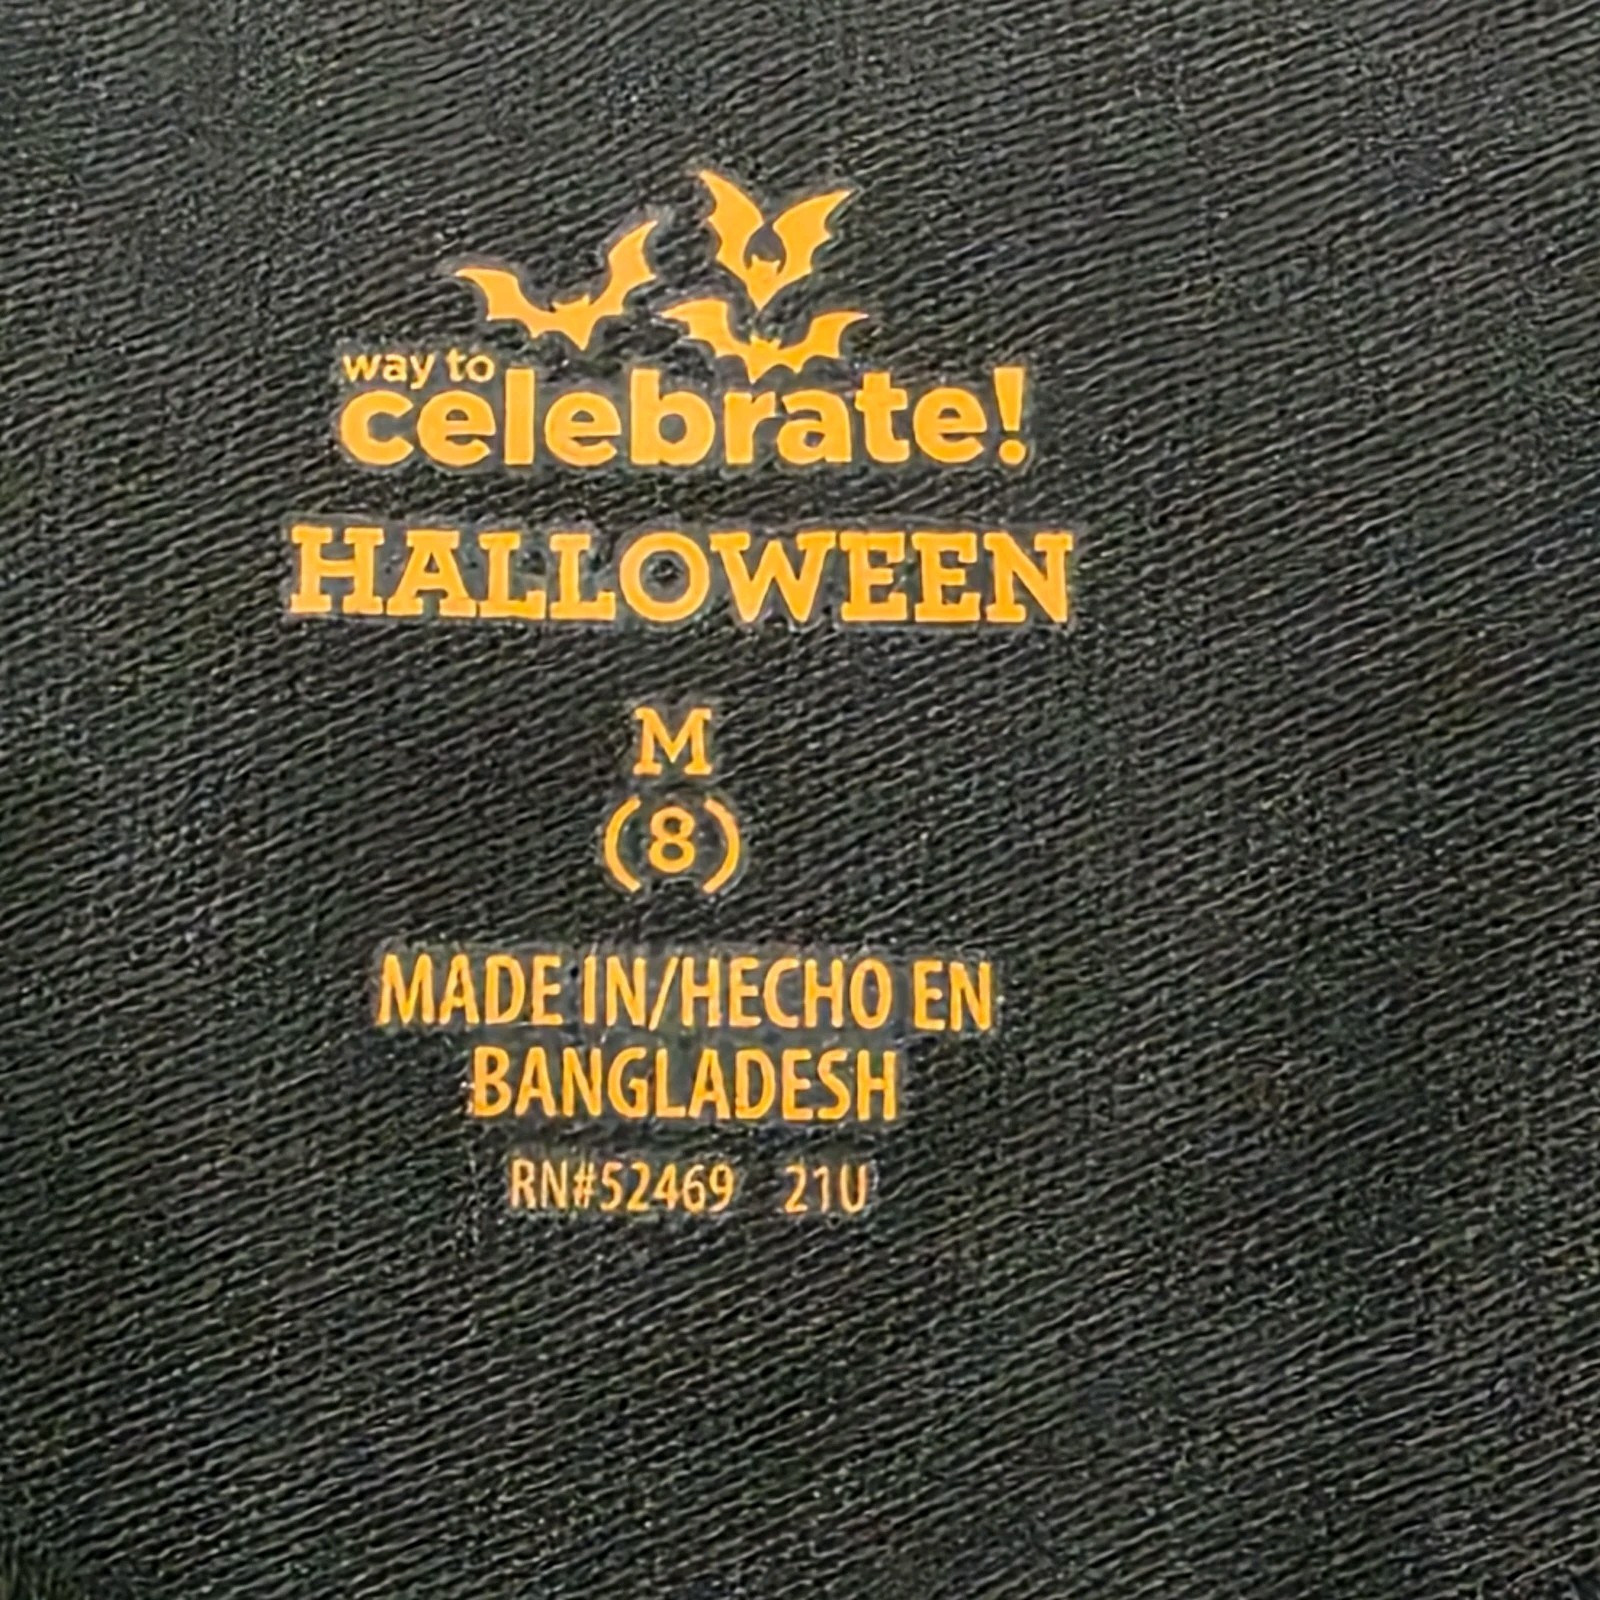 way to
celebrate!
HALLOWEEN
M
(8)
MADE IN/HECHO EN
BANGLADESH
RN#52469 21U